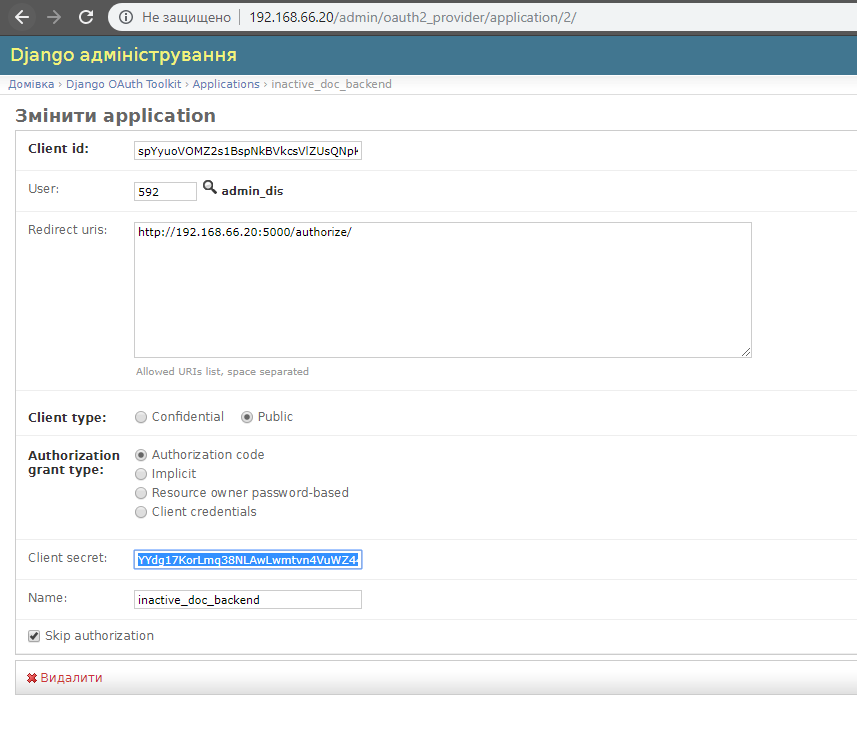 Не защищено
192.168.66.20/admin/oauth2_provider/application/2/
Django адміністрування
Домівка › Django OAuth Toolkit › Applications › inactive_doc_backend
Змінити application
Client id:
spYyuoVOMZ2s1BspNkBVkcsVlZUsQNpK
User:
592
admin_dis
Redirect uris:
http://192.168.66.20:5000/authorize/
Allowed URIs list, space separated
Client type:
Confidential
Public
Authorization
grant type:
Authorization code
Implicit
Resource owner password-based
Client credentials
Client secret:
YYdg17KorLmq38NLAwLwmtvn4VuWZ44
Name:
inactive_doc_backend
Skip authorization
Видалити